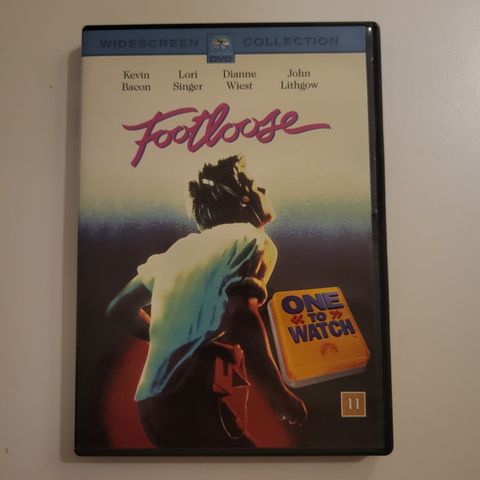 WIDESCREEN DVD COLLECTION
Kevin Bacon
Lori Singer
Dianne Wiest
John Lithgow
Footloose
ONE
<< TO >>
WATCH
11